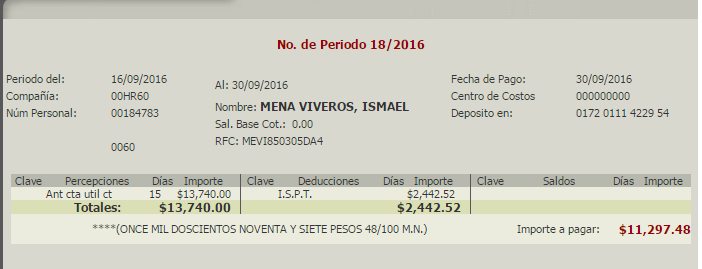 No. de Periodo 18/2016
Periodo del: 16/09/2016 Al: 30/09/2016 Fecha de Pago: 30/09/2016
Compañía: 00HR60 Nombre: MENA VIVEROS, ISMAEL Centro de Costos 000000000
Núm Personal: 00184783 Sal. Base Cot.: 0.00 Deposito en: 0172 0111 4229 54
0060 RFC: MEVI850305DA4
Clave Percepciones Días Importe Clave Deducciones Días Importe Clave Saldos Días Importe
Ant cta util ct 15 $13,740.00 I.S.P.T. $2,442.52
Totales: $13,740.00 $2,442.52
****(ONCE MIL DOSCIENTOS NOVENTA Y SIETE PESOS 48/100 M.N.) Importe a pagar: $11,297.48